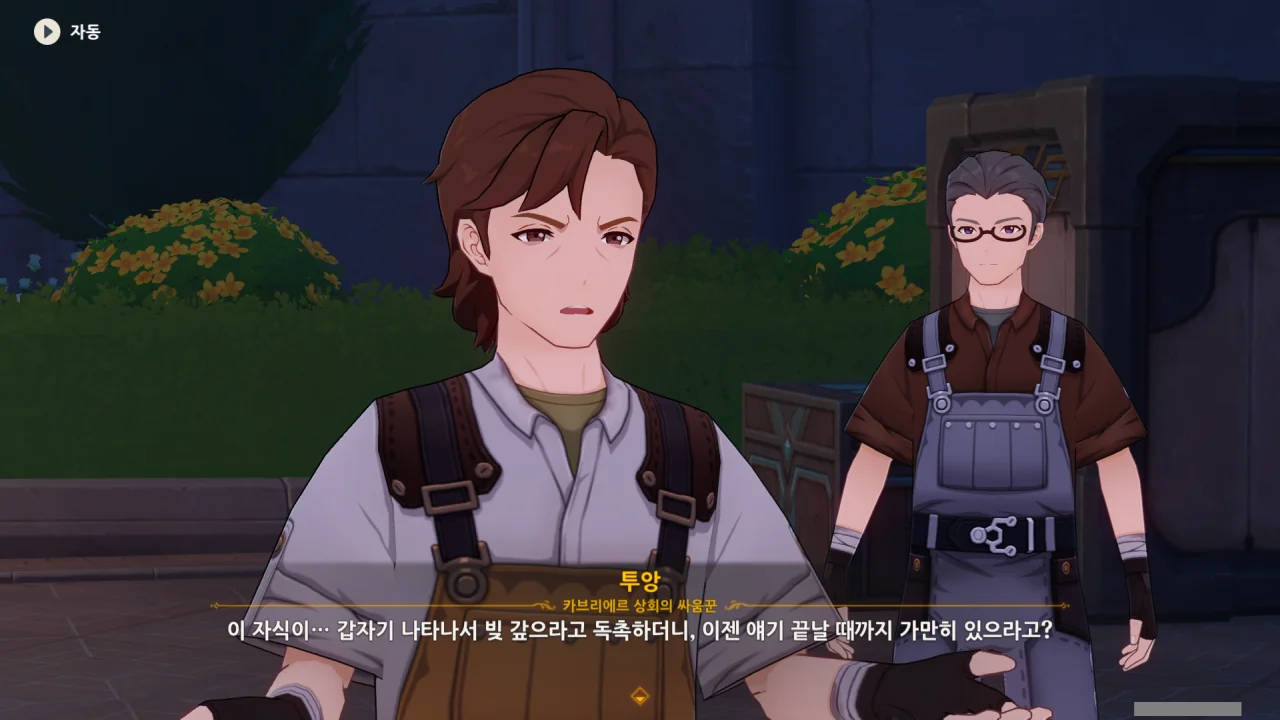 자동
투앙
카브리에르 상회의 싸움꾼
이 자식이… 갑자기 나타나서 빚 갚으라고 독촉하더니, 이젠 얘기 끝날 때까지 가만히 있으라고?